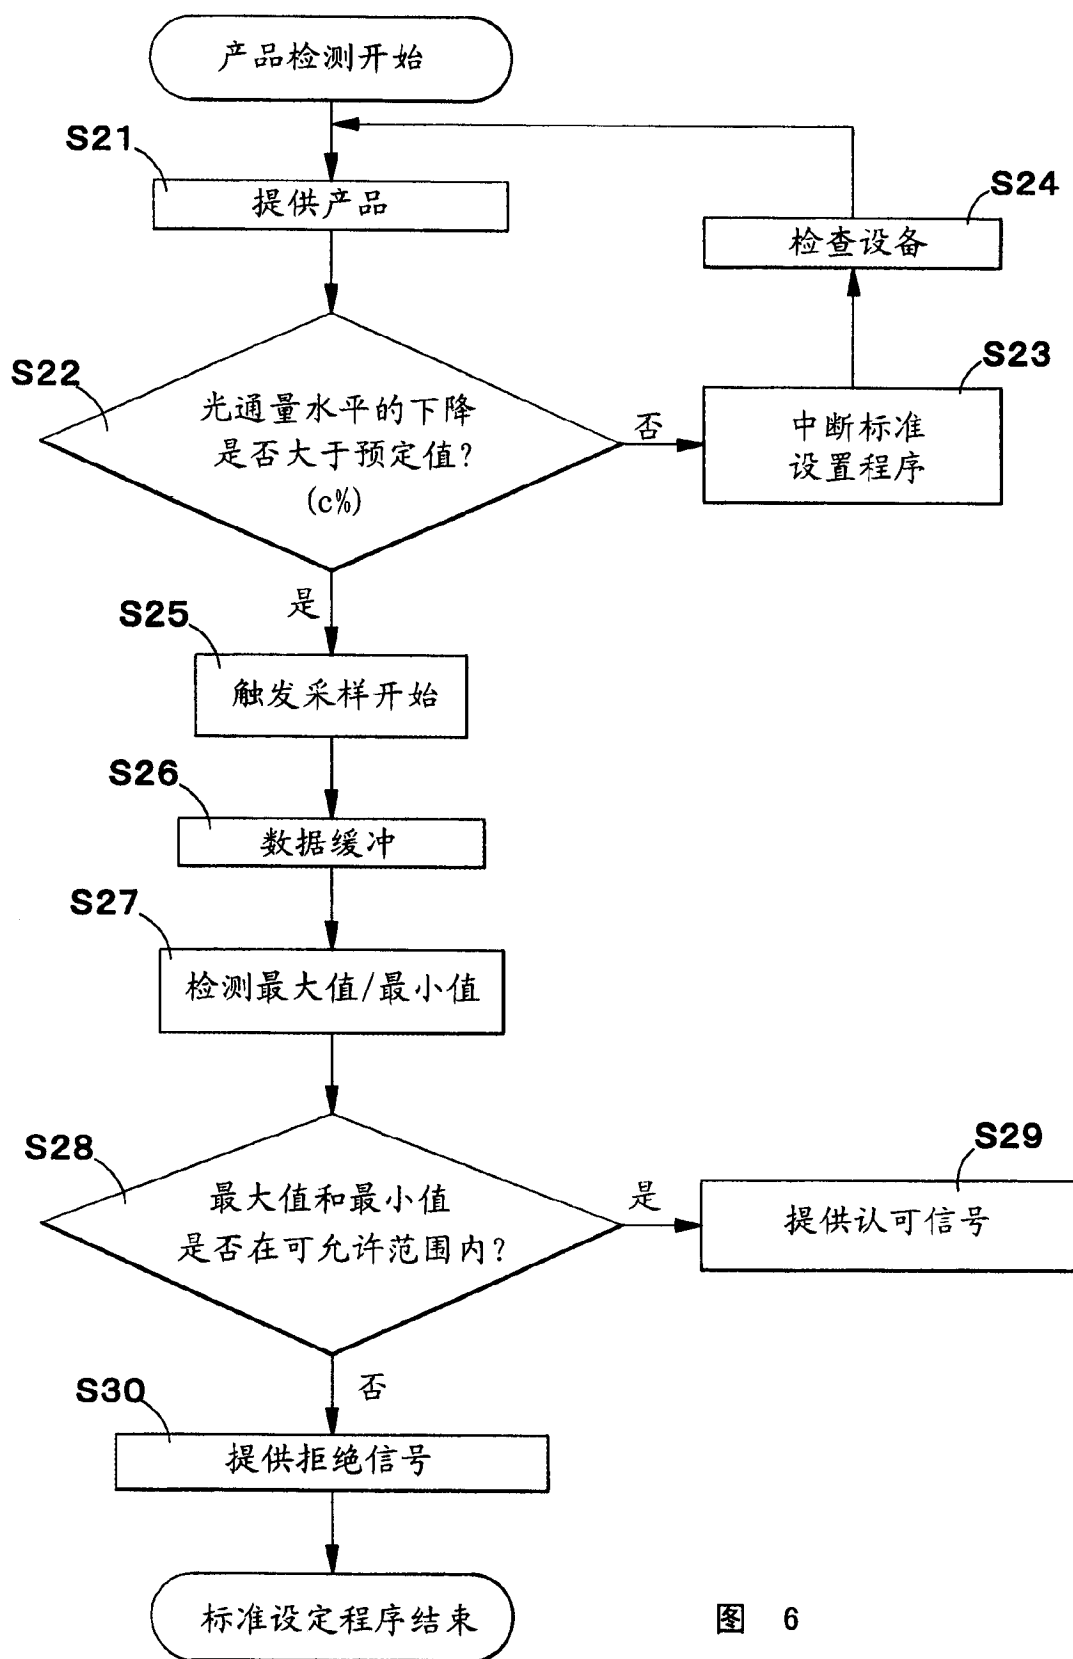 产品检测开始
S21
提供产品
S24
检查设备
S22
光通量水平的下降
是否大于预定值?
(c%)
否
S23
中断标准
设置程序
是
S25
触发采样开始
S26
数据缓冲
S27
检测最大值/最小值
S28
最大值和最小值
是否在可允许范围内?
是
S29
提供认可信号
否
S30
提供拒绝信号
标准设定程序结束
图 6